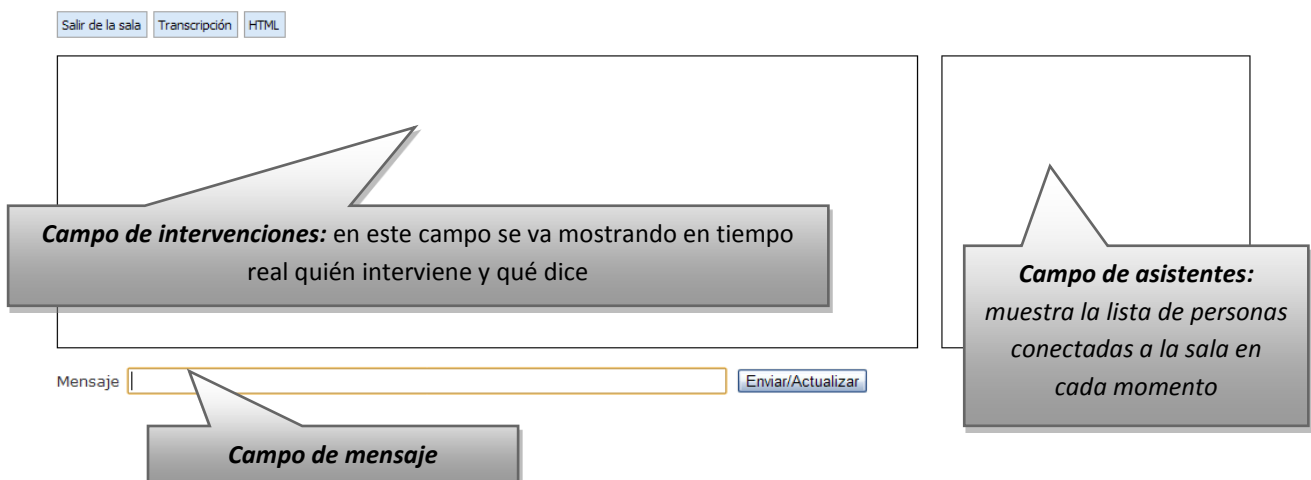 Salir de la sala Transcripción HTML
Campo de intervenciones: en este campo se va mostrando en tiempo
real quién interviene y qué dice
Campo de asistentes:
muestra la lista de personas
conectadas a la sala en
cada momento
Mensaje Enviar/Actualizar
Campo de mensaje